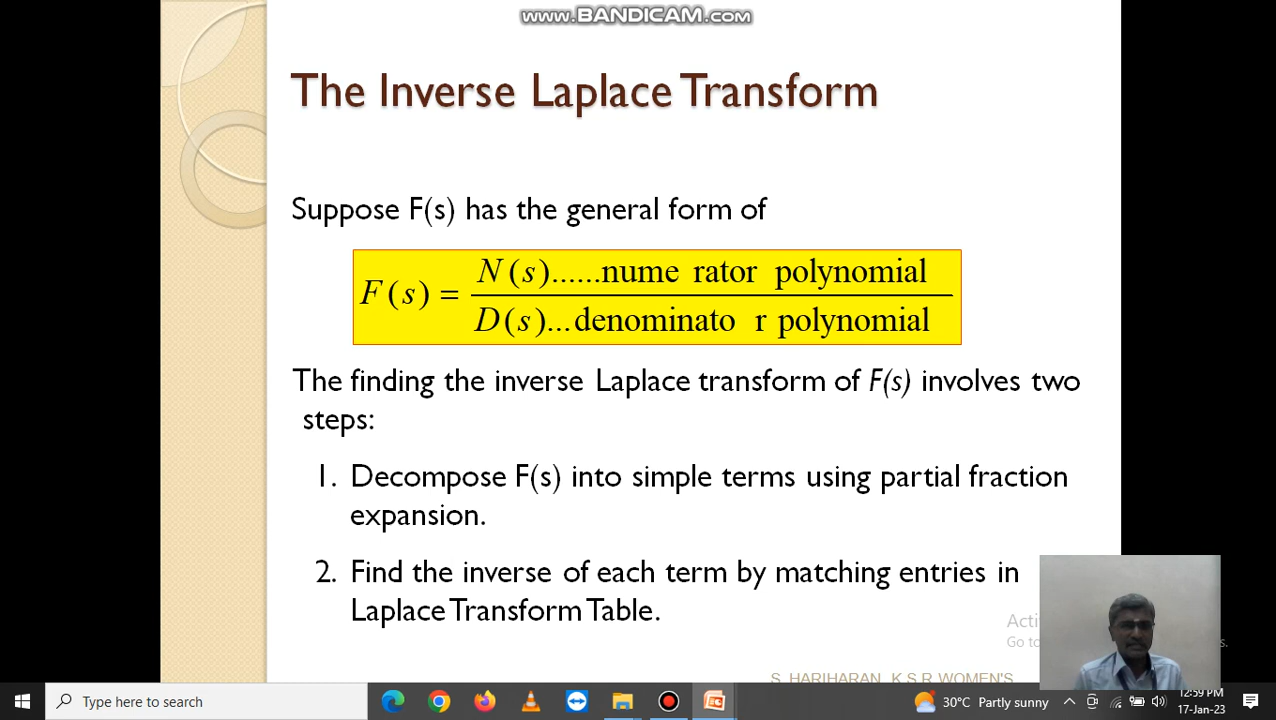 www.BANDICAM.com
The Inverse Laplace Transform
Suppose F(s) has the general form of
F(s) = N(s)......nume rator polynomial
D(s)...denominato r polynomial
The finding the inverse Laplace transform of F(s) involves two
steps:
1. Decompose F(s) into simple terms using partial fraction
expansion.
2. Find the inverse of each term by matching entries in
Laplace Transform Table.
Acti
Go to
s.
S. HARIHARAN, K S R WOMEN'S
Type here to search
30°C Partly sunny
12:59 PM
17-Jan-23